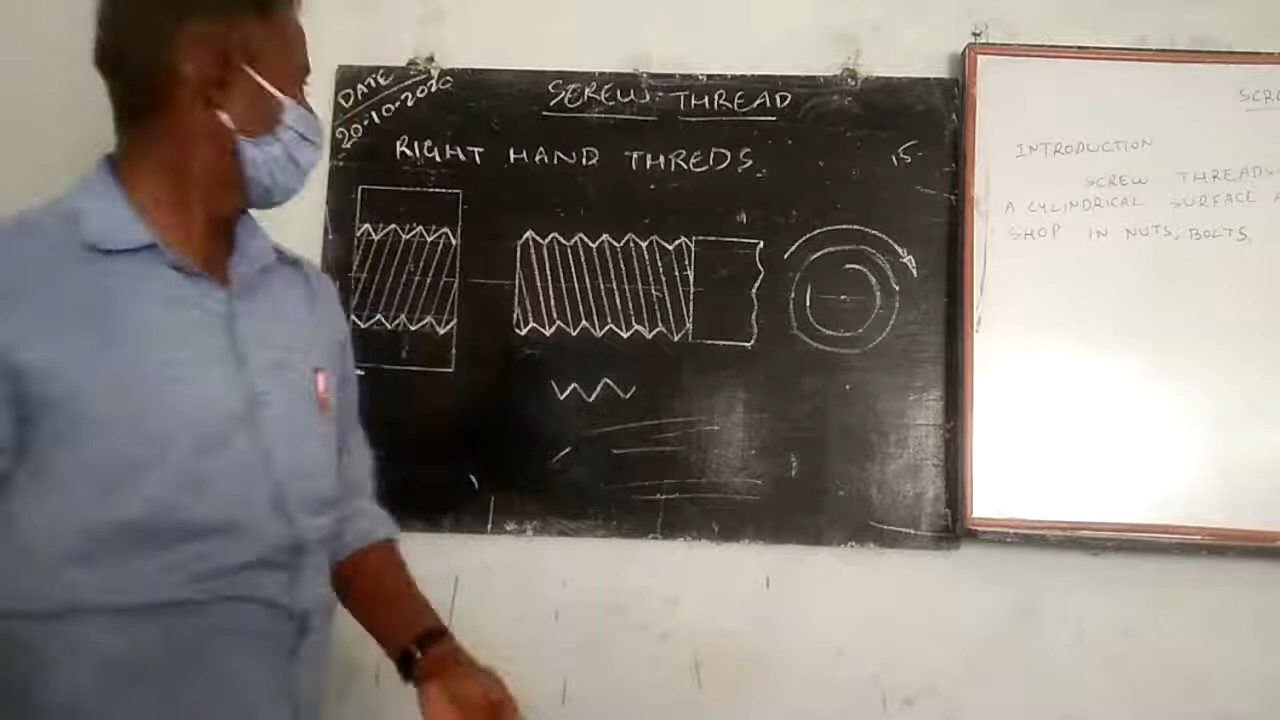 DATE
20-10-2020
SCREW THREAD
RIGHT HAND THREDS
15
INTRODUCTION
SCREW THREADS
A CYLINDRICAL SURFACE
SHOP IN NUTS, BOLTS,